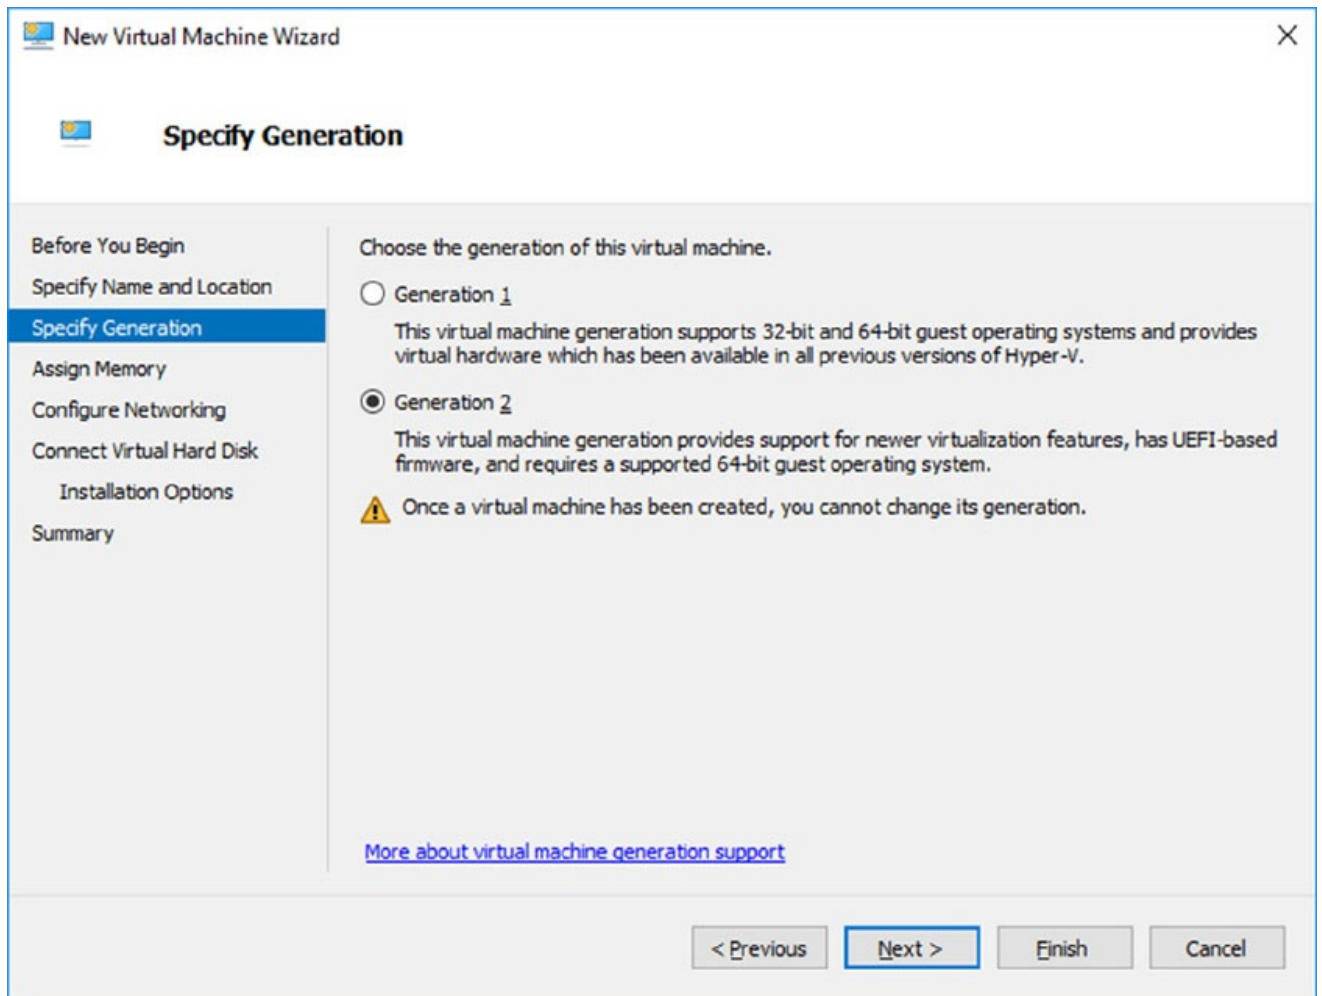 New Virtual Machine Wizard
Specify Generation
Before You Begin
Specify Name and Location
Specify Generation
Assign Memory
Configure Networking
Connect Virtual Hard Disk
Installation Options
Summary
Choose the generation of this virtual machine.
Generation 1
This virtual machine generation supports 32-bit and 64-bit guest operating systems and provides
virtual hardware which has been available in all previous versions of Hyper-V.
Generation 2
This virtual machine generation provides support for newer virtualization features, has UEFI-based
firmware, and requires a supported 64-bit guest operating system.
Once a virtual machine has been created, you cannot change its generation.
More about virtual machine generation support
< Previous
Next >
Finish
Cancel